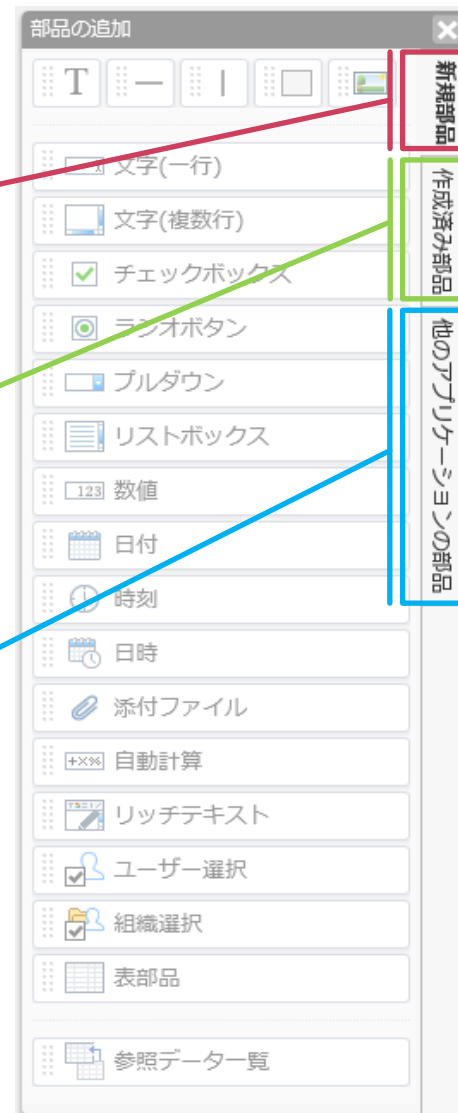 部品の追加
T
文字(一行)
文字(複数行)
チェックボックス
ラジオボタン
プルダウン
リストボックス
123 数値
日付
時刻
日時
添付ファイル
+×% 自動計算
リッチテキスト
ユーザー選択
組織選択
表部品
参照データ一覧
新規部品
作成済み部品
他のアプリケーションの部品